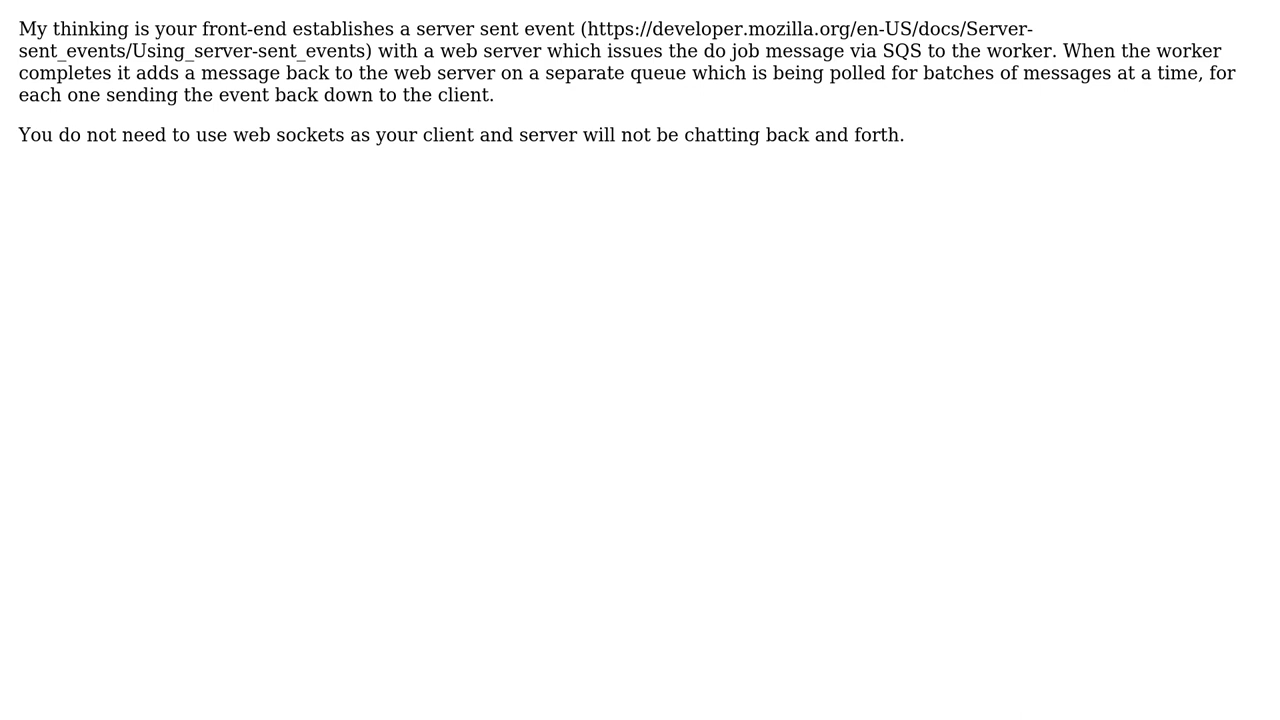 My thinking is your front-end establishes a server sent event (https://developer.mozilla.org/en-US/docs/Server-
sent_events/Using_server-sent_events) with a web server which issues the do job message via SQS to the worker. When the worker
completes it adds a message back to the web server on a separate queue which is being polled for batches of messages at a time, for
each one sending the event back down to the client.
You do not need to use web sockets as your client and server will not be chatting back and forth.